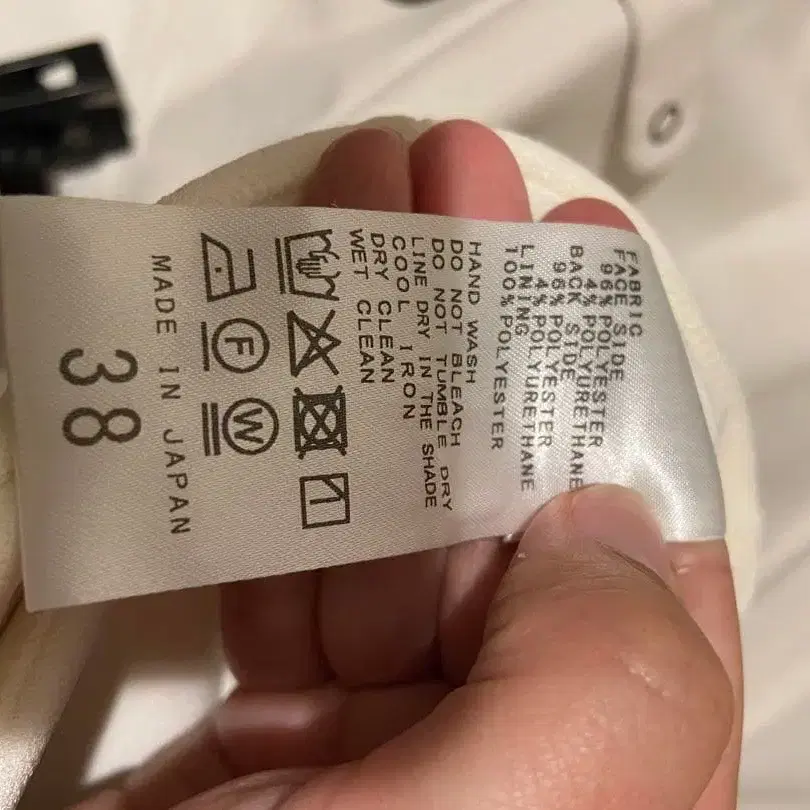 FABRIC
FACE SIDE
96% POLYESTER
4% POLYURETHANE
BACK SIDE
96% POLYESTER
4% POLYURETHANE
LINING
100% POLYESTER
HAND WASH
DO NOT BLEACH
DO NOT TUMBLE DRY
LINE DRY IN THE SHADE
COOL IRON
DRY CLEAN
WET CLEAN
F
W
MADE IN JAPAN
38